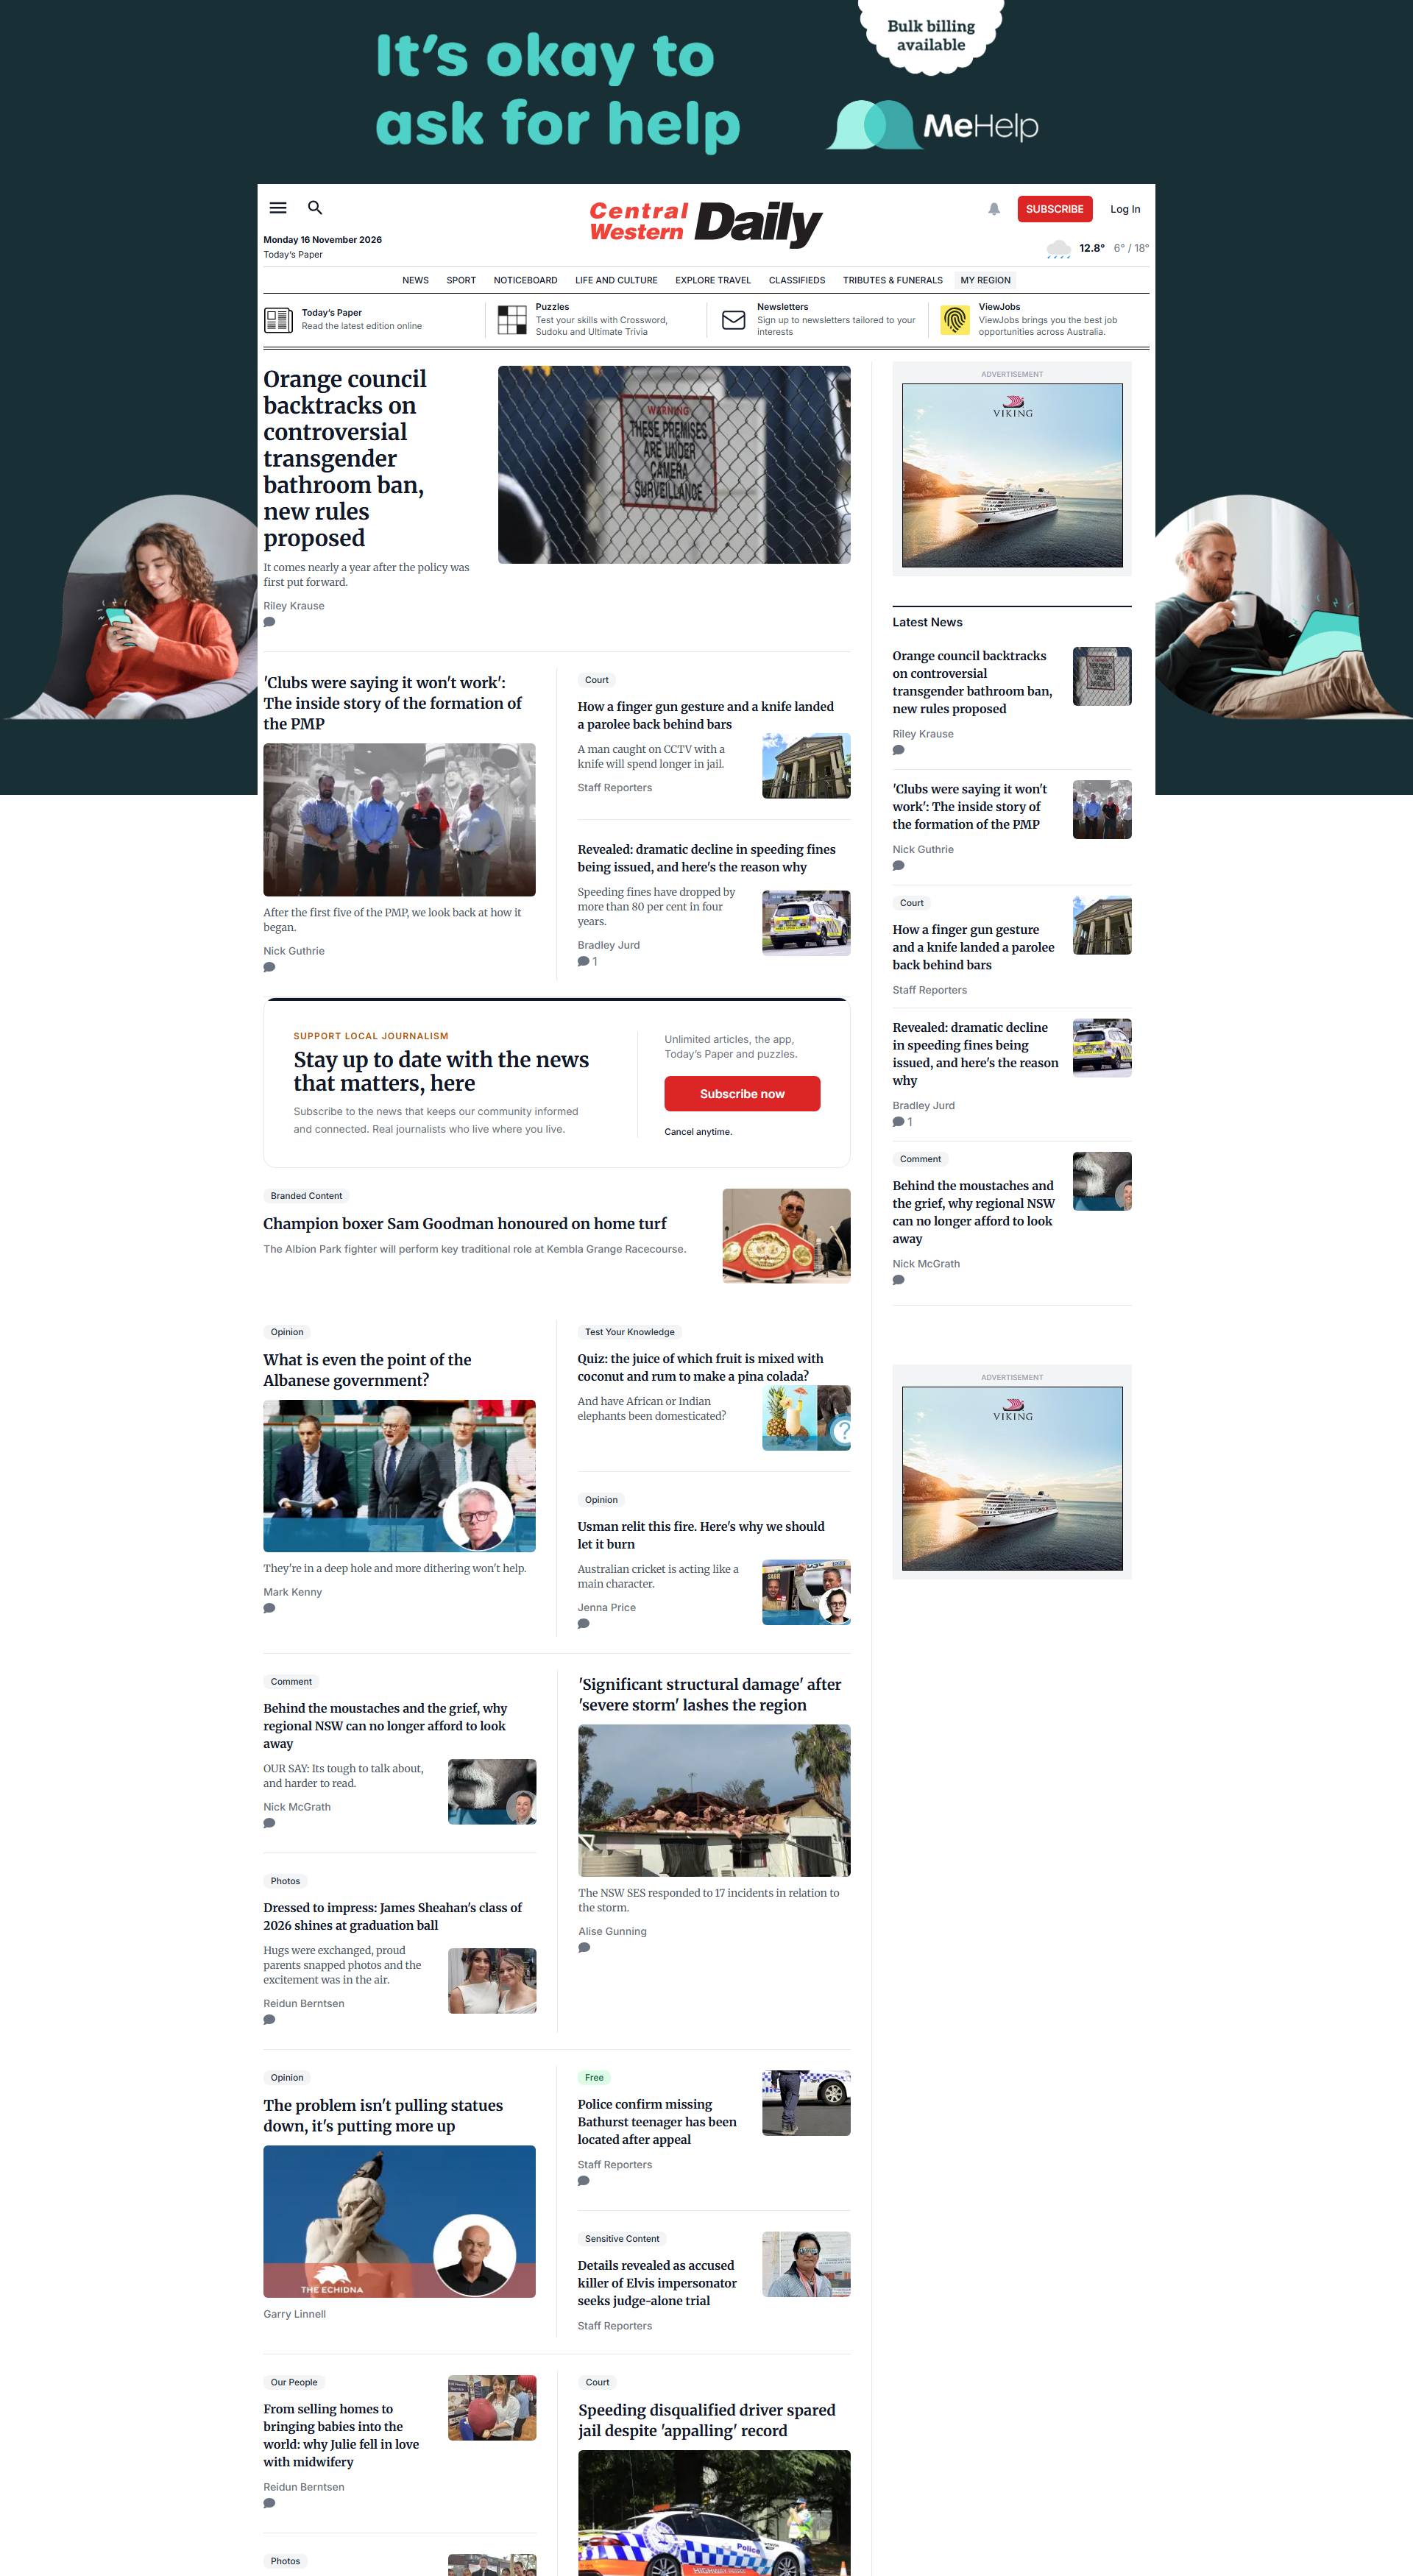 It's okay to
ask for help
Bulk billing
available
MeHelp
SUBSCRIBE
Log In
Central
Western Daily
Monday 16 November 2026
Today's Paper
12.8° 6° / 18°
NEWS SPORT NOTICEBOARD LIFE AND CULTURE EXPLORE TRAVEL CLASSIFIEDS TRIBUTES & FUNERALS MY REGION
Today's Paper
Read the latest edition online
Puzzles
Test your skills with Crossword,
Sudoku and Ultimate Trivia
Newsletters
Sign up to newsletters tailored to your
interests
ViewJobs
ViewJobs brings you the best job
opportunities across Australia.
Orange council
backtracks on
controversial
transgender
bathroom ban,
new rules
proposed
It comes nearly a year after the policy was
first put forward.
Riley Krause
WARNING
THESE PREMISES
ARE UNDER
CAMERA
SURVEILLANCE
'Clubs were saying it won't work':
The inside story of the formation of
the PMP
After the first five of the PMP, we look back at how it
began.
Nick Guthrie
Court
How a finger gun gesture and a knife landed
a parolee back behind bars
A man caught on CCTV with a
knife will spend longer in jail.
Staff Reporters
Revealed: dramatic decline in speeding fines
being issued, and here's the reason why
Speeding fines have dropped by
more than 80 per cent in four
years.
Bradley Jurd
1
SUPPORT LOCAL JOURNALISM
Stay up to date with the news
that matters, here
Subscribe to the news that keeps our community informed
and connected. Real journalists who live where you live.
Unlimited articles, the app,
Today's Paper and puzzles.
Subscribe now
Cancel anytime.
Branded Content
Champion boxer Sam Goodman honoured on home turf
The Albion Park fighter will perform key traditional role at Kembla Grange Racecourse.
Opinion
What is even the point of the
Albanese government?
They're in a deep hole and more dithering won't help.
Mark Kenny
Test Your Knowledge
Quiz: the juice of which fruit is mixed with
coconut and rum to make a pina colada?
And have African or Indian
elephants been domesticated?
Opinion
Usman relit this fire. Here's why we should
let it burn
Australian cricket is acting like a
main character.
Jenna Price
Comment
Behind the moustaches and the grief, why
regional NSW can no longer afford to look
away
OUR SAY: Its tough to talk about,
and harder to read.
Nick McGrath
Photos
Dressed to impress: James Sheahan's class of
2026 shines at graduation ball
Hugs were exchanged, proud
parents snapped photos and the
excitement was in the air.
Reidun Berntsen
'Significant structural damage' after
'severe storm' lashes the region
The NSW SES responded to 17 incidents in relation to
the storm.
Alise Gunning
Opinion
The problem isn't pulling statues
down, it's putting more up
THE ECHIDNA
Garry Linnell
Free
Police confirm missing
Bathurst teenager has been
located after appeal
Staff Reporters
Sensitive Content
Details revealed as accused
killer of Elvis impersonator
seeks judge-alone trial
Staff Reporters
Our People
From selling homes to
bringing babies into the
world: why Julie fell in love
with midwifery
Reidun Berntsen
Photos
Court
Speeding disqualified driver spared
jail despite 'appalling' record
Police
HIGHWAY PATROL
ADVERTISEMENT
VIKING
Latest News
Orange council backtracks
on controversial
transgender bathroom ban,
new rules proposed
Riley Krause
'Clubs were saying it won't
work': The inside story of
the formation of the PMP
Nick Guthrie
Court
How a finger gun gesture
and a knife landed a parolee
back behind bars
Staff Reporters
Revealed: dramatic decline
in speeding fines being
issued, and here's the reason
why
Bradley Jurd
1
Comment
Behind the moustaches and
the grief, why regional NSW
can no longer afford to look
away
Nick McGrath
ADVERTISEMENT
VIKING